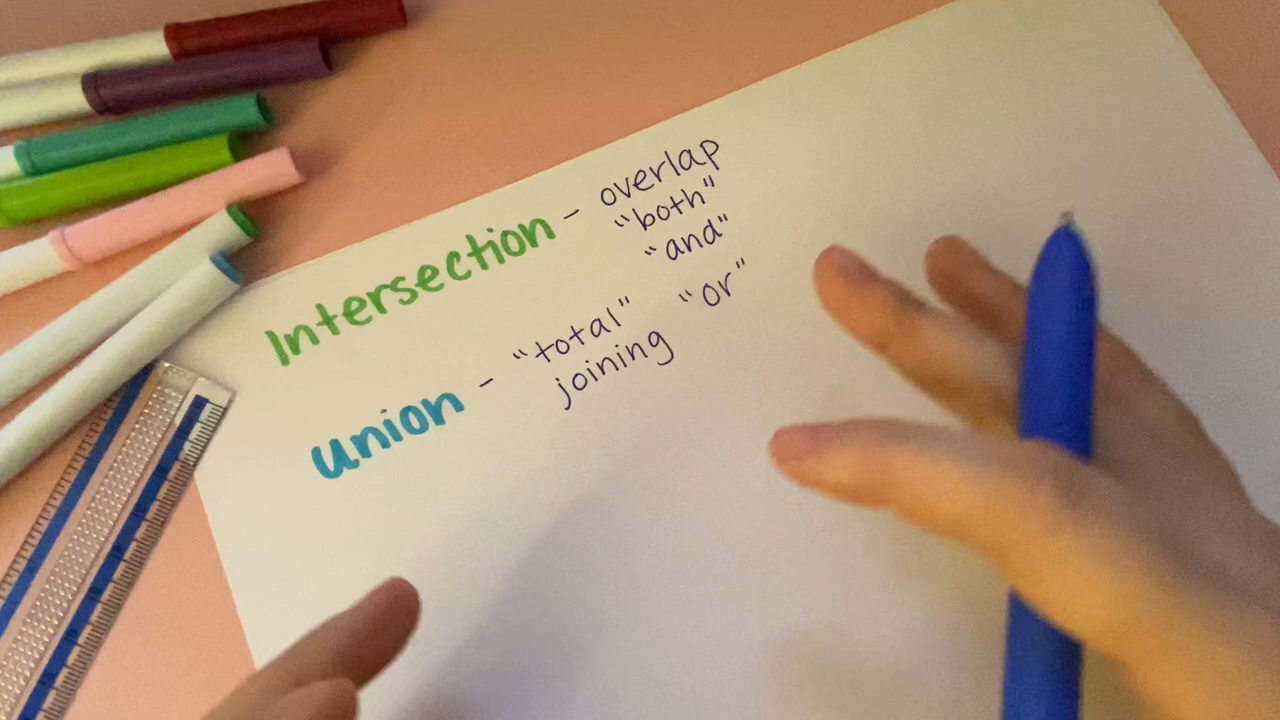 Intersection - overlap
"both"
"and"
union - "total" "or"
joining